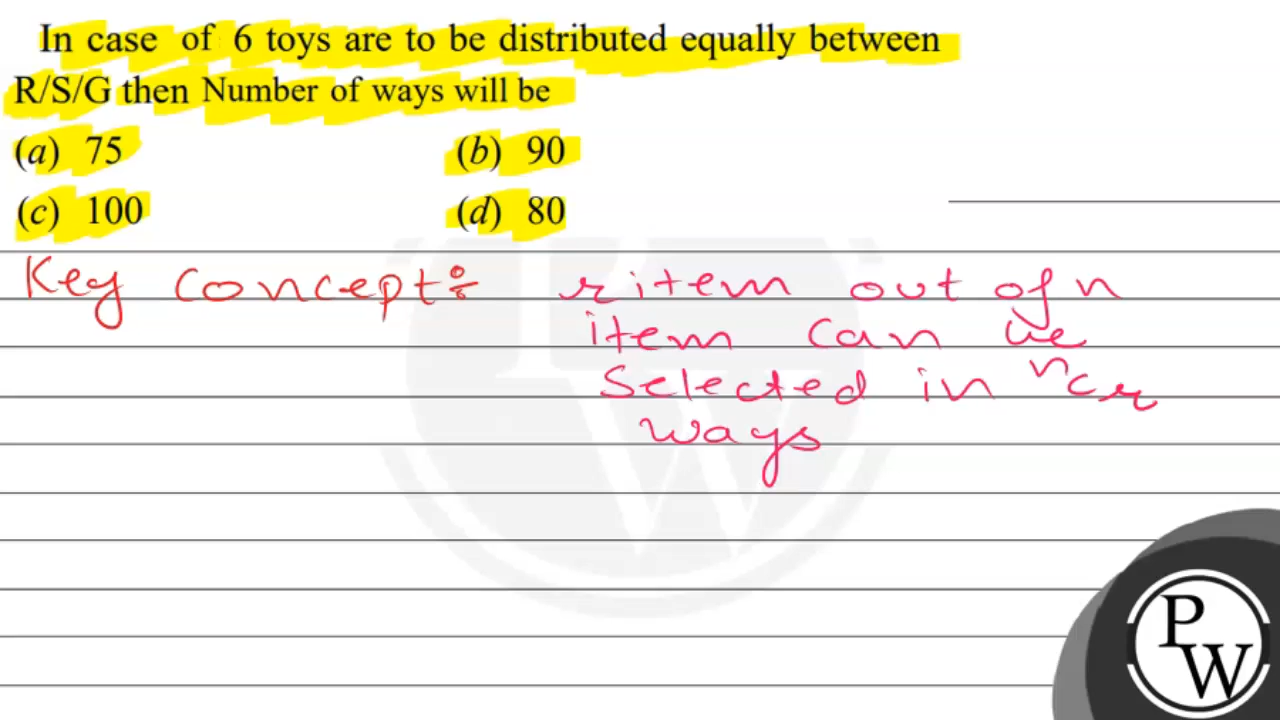 In case of 6 toys are to be distributed equally between
R/S/G then Number of ways will be
(a) 75 (b) 90
(c) 100 (d) 80
Key concept: r item out of n
item can be
selected in ⁿcr
ways
P
W